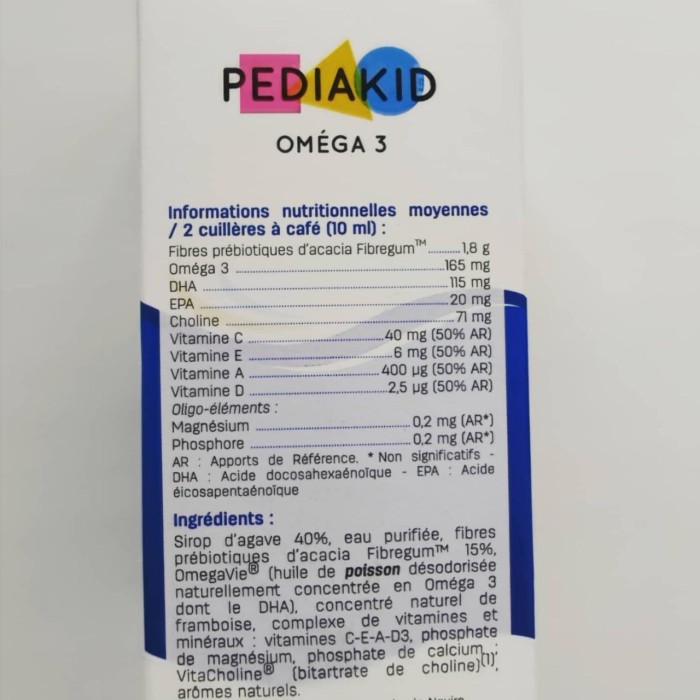 PEDIAKID
OMÉGA 3
Informations nutritionnelles moyennes
/ 2 cuillères à café (10 ml) :
Fibres prébiotiques d'acacia Fibregum™ 1,8 g
Oméga 3 165 mg
DHA 115 mg
EPA 20 mg
Choline 71 mg
Vitamine C 40 mg (50% AR)
Vitamine E 6 mg (50% AR)
Vitamine A 400 µg (50% AR)
Vitamine D 2,5 µg (50% AR)
Oligo-éléments :
Magnésium 0,2 mg (AR*)
Phosphore 0,2 mg (AR*)
AR : Apports de Référence. * Non significatifs -
DHA : Acide docosahexaénoïque - EPA : Acide
éicosapentaénoïque
Ingrédients :
Sirop d'agave 40%, eau purifiée, fibres
prébiotiques d'acacia Fibregum™ 15%,
OmegaVie® (huile de poisson désodorisée
naturellement concentrée en Oméga 3
dont le DHA), concentré naturel de
framboise, complexe de vitamines et
minéraux : vitamines C-E-A-D3, phosphate
de magnésium, phosphate de calcium,
VitaCholine® (bitartrate de choline)(1),
arômes naturels.